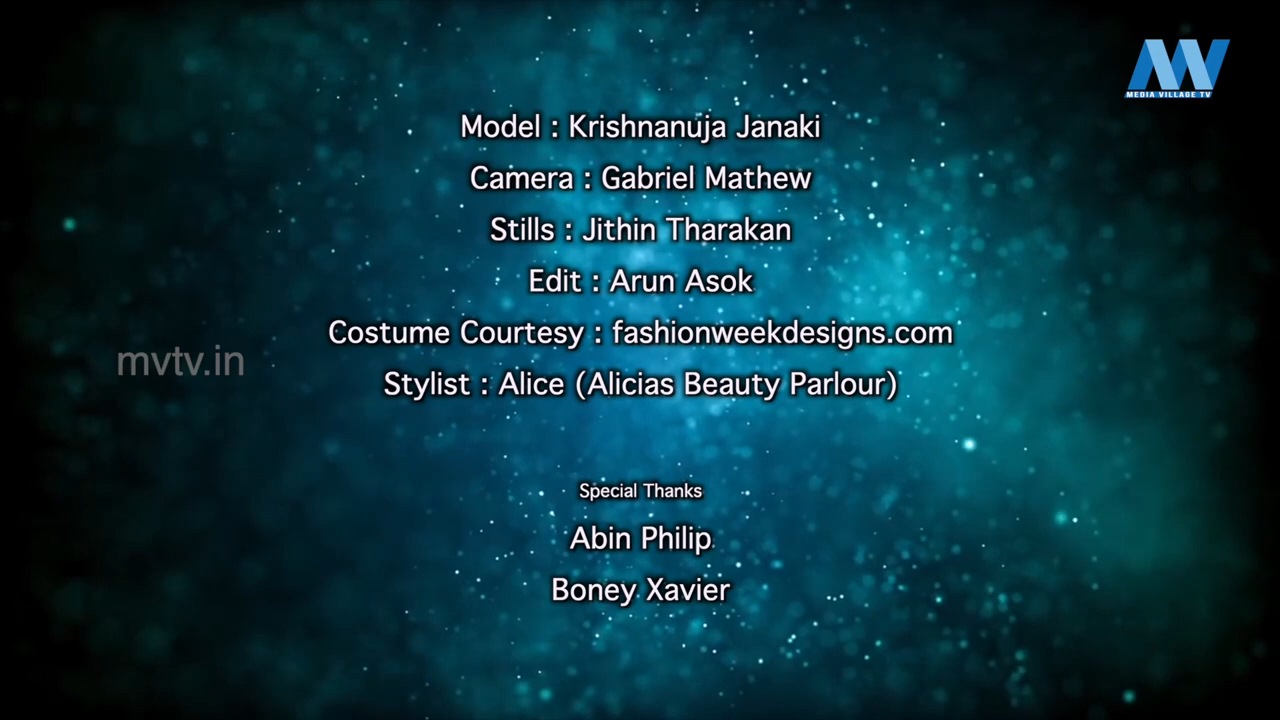 MEDIA VILLAGE TV
Model : Krishnanuja Janaki
Camera : Gabriel Mathew
Stills : Jithin Tharakan
Edit : Arun Asok
Costume Courtesy : fashionweekdesigns.com
mvtv.in
Stylist : Alice (Alicias Beauty Parlour)
Special Thanks
Abin Philip
Boney Xavier